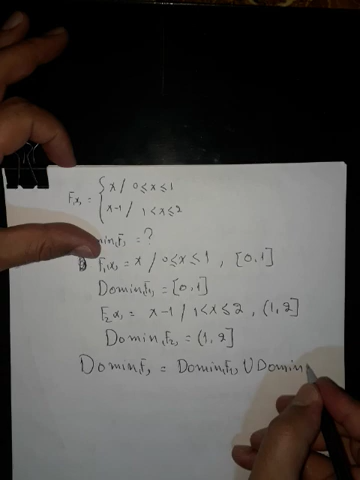 F(x) = { x / 0≤x≤1
x-1 / 1<x≤2
min(F) = ?
F1(x) = x / 0≤x≤1 , [0,1]
Domin(F1) = [0,1]
F2(x) = x-1 / 1<x≤2 , (1,2]
Domin(F2) = (1,2]
Domin(F) = Domin(F1) U Domin